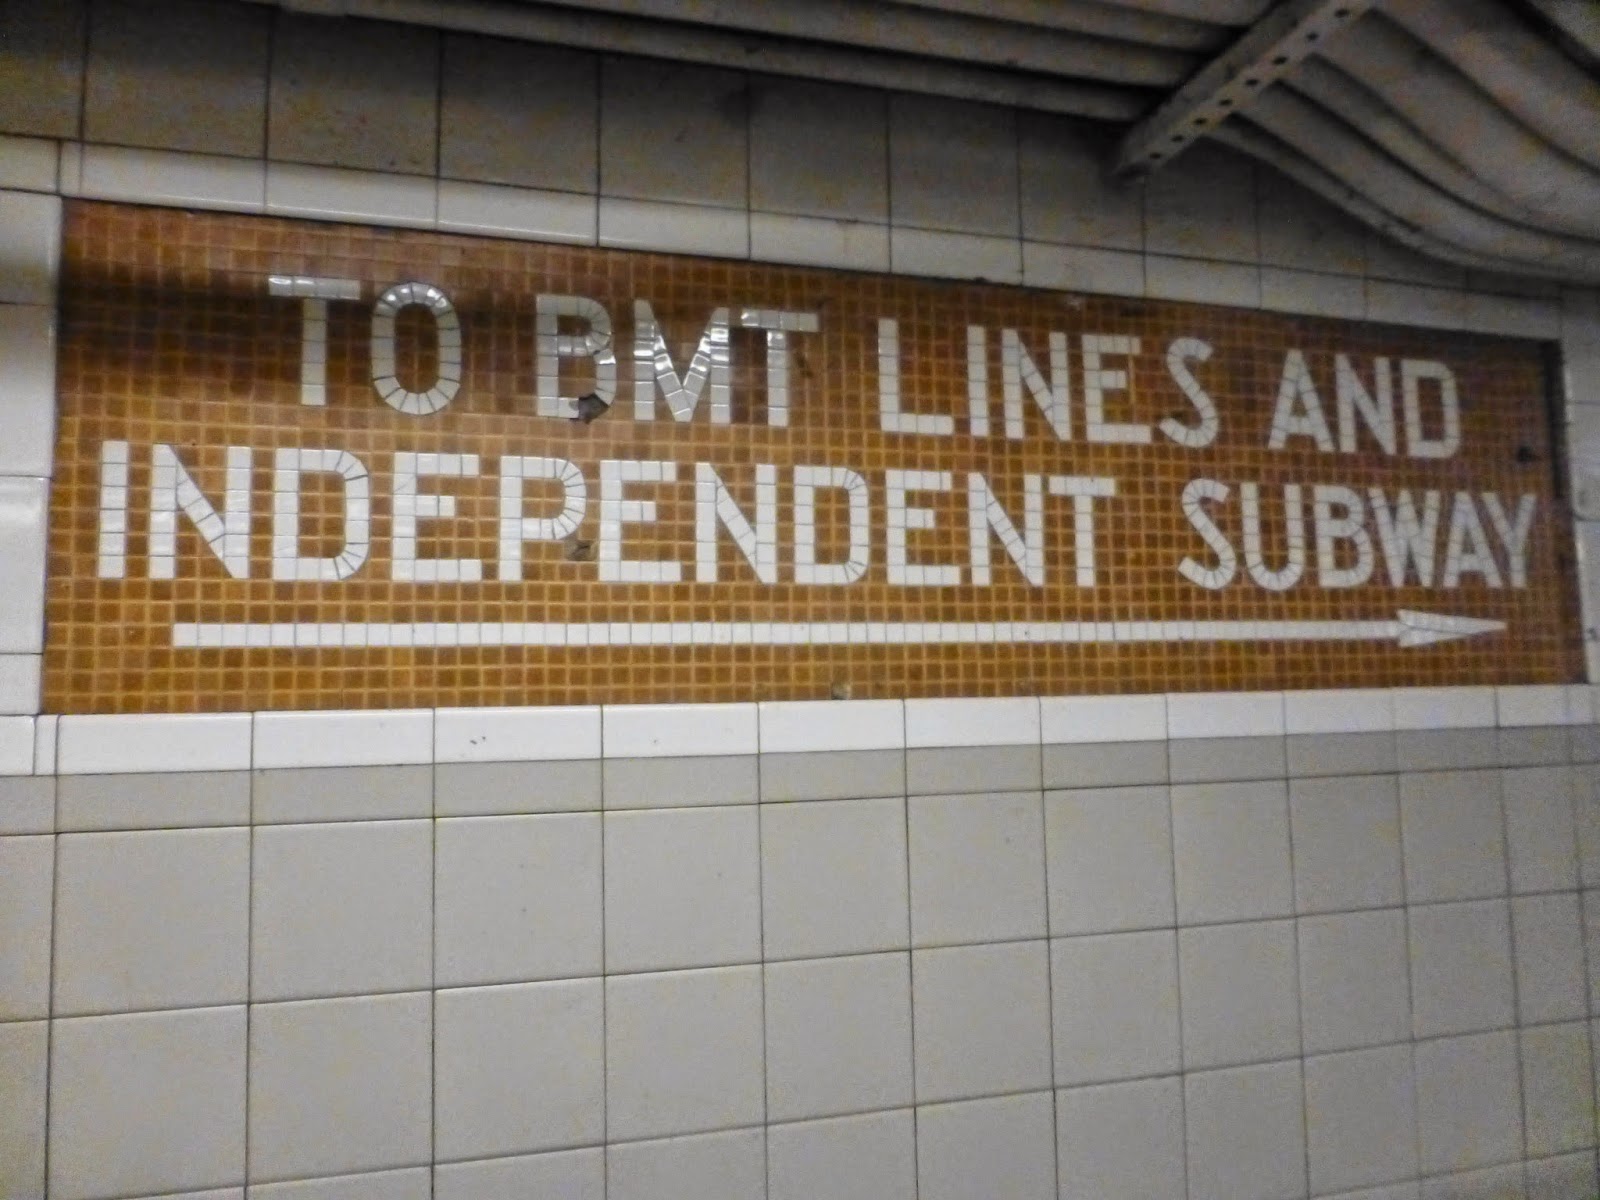 TO BMT LINES AND
INDEPENDENT SUBWAY